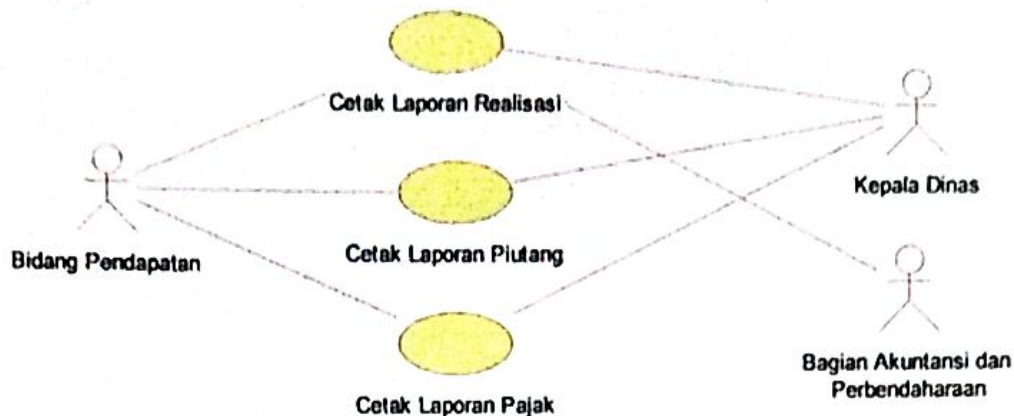 Cetak Laporan Realisasi
Kepala Dinas
Bidang Pendapatan
Cetak Laporan Piutang
Bagian Akuntansi dan
Perbendaharaan
Cetak Laporan Pajak